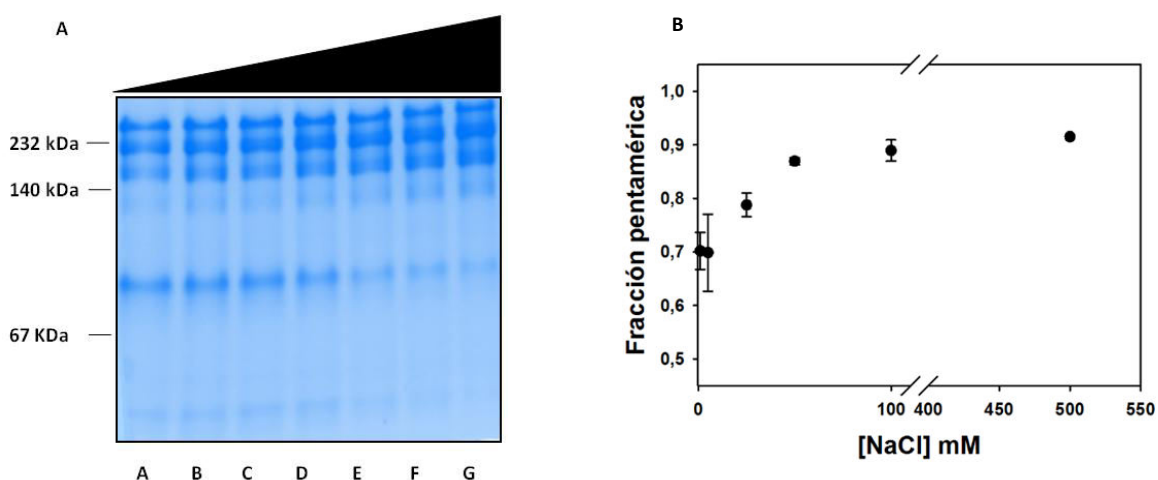 A
232 kDa
140 kDa
67 KDa
A B C D E F G
B
Fracción pentamérica
1,0
0,9
0,8
0,7
0,6
0,5
0 100 400 450 500 550
[NaCl] mM